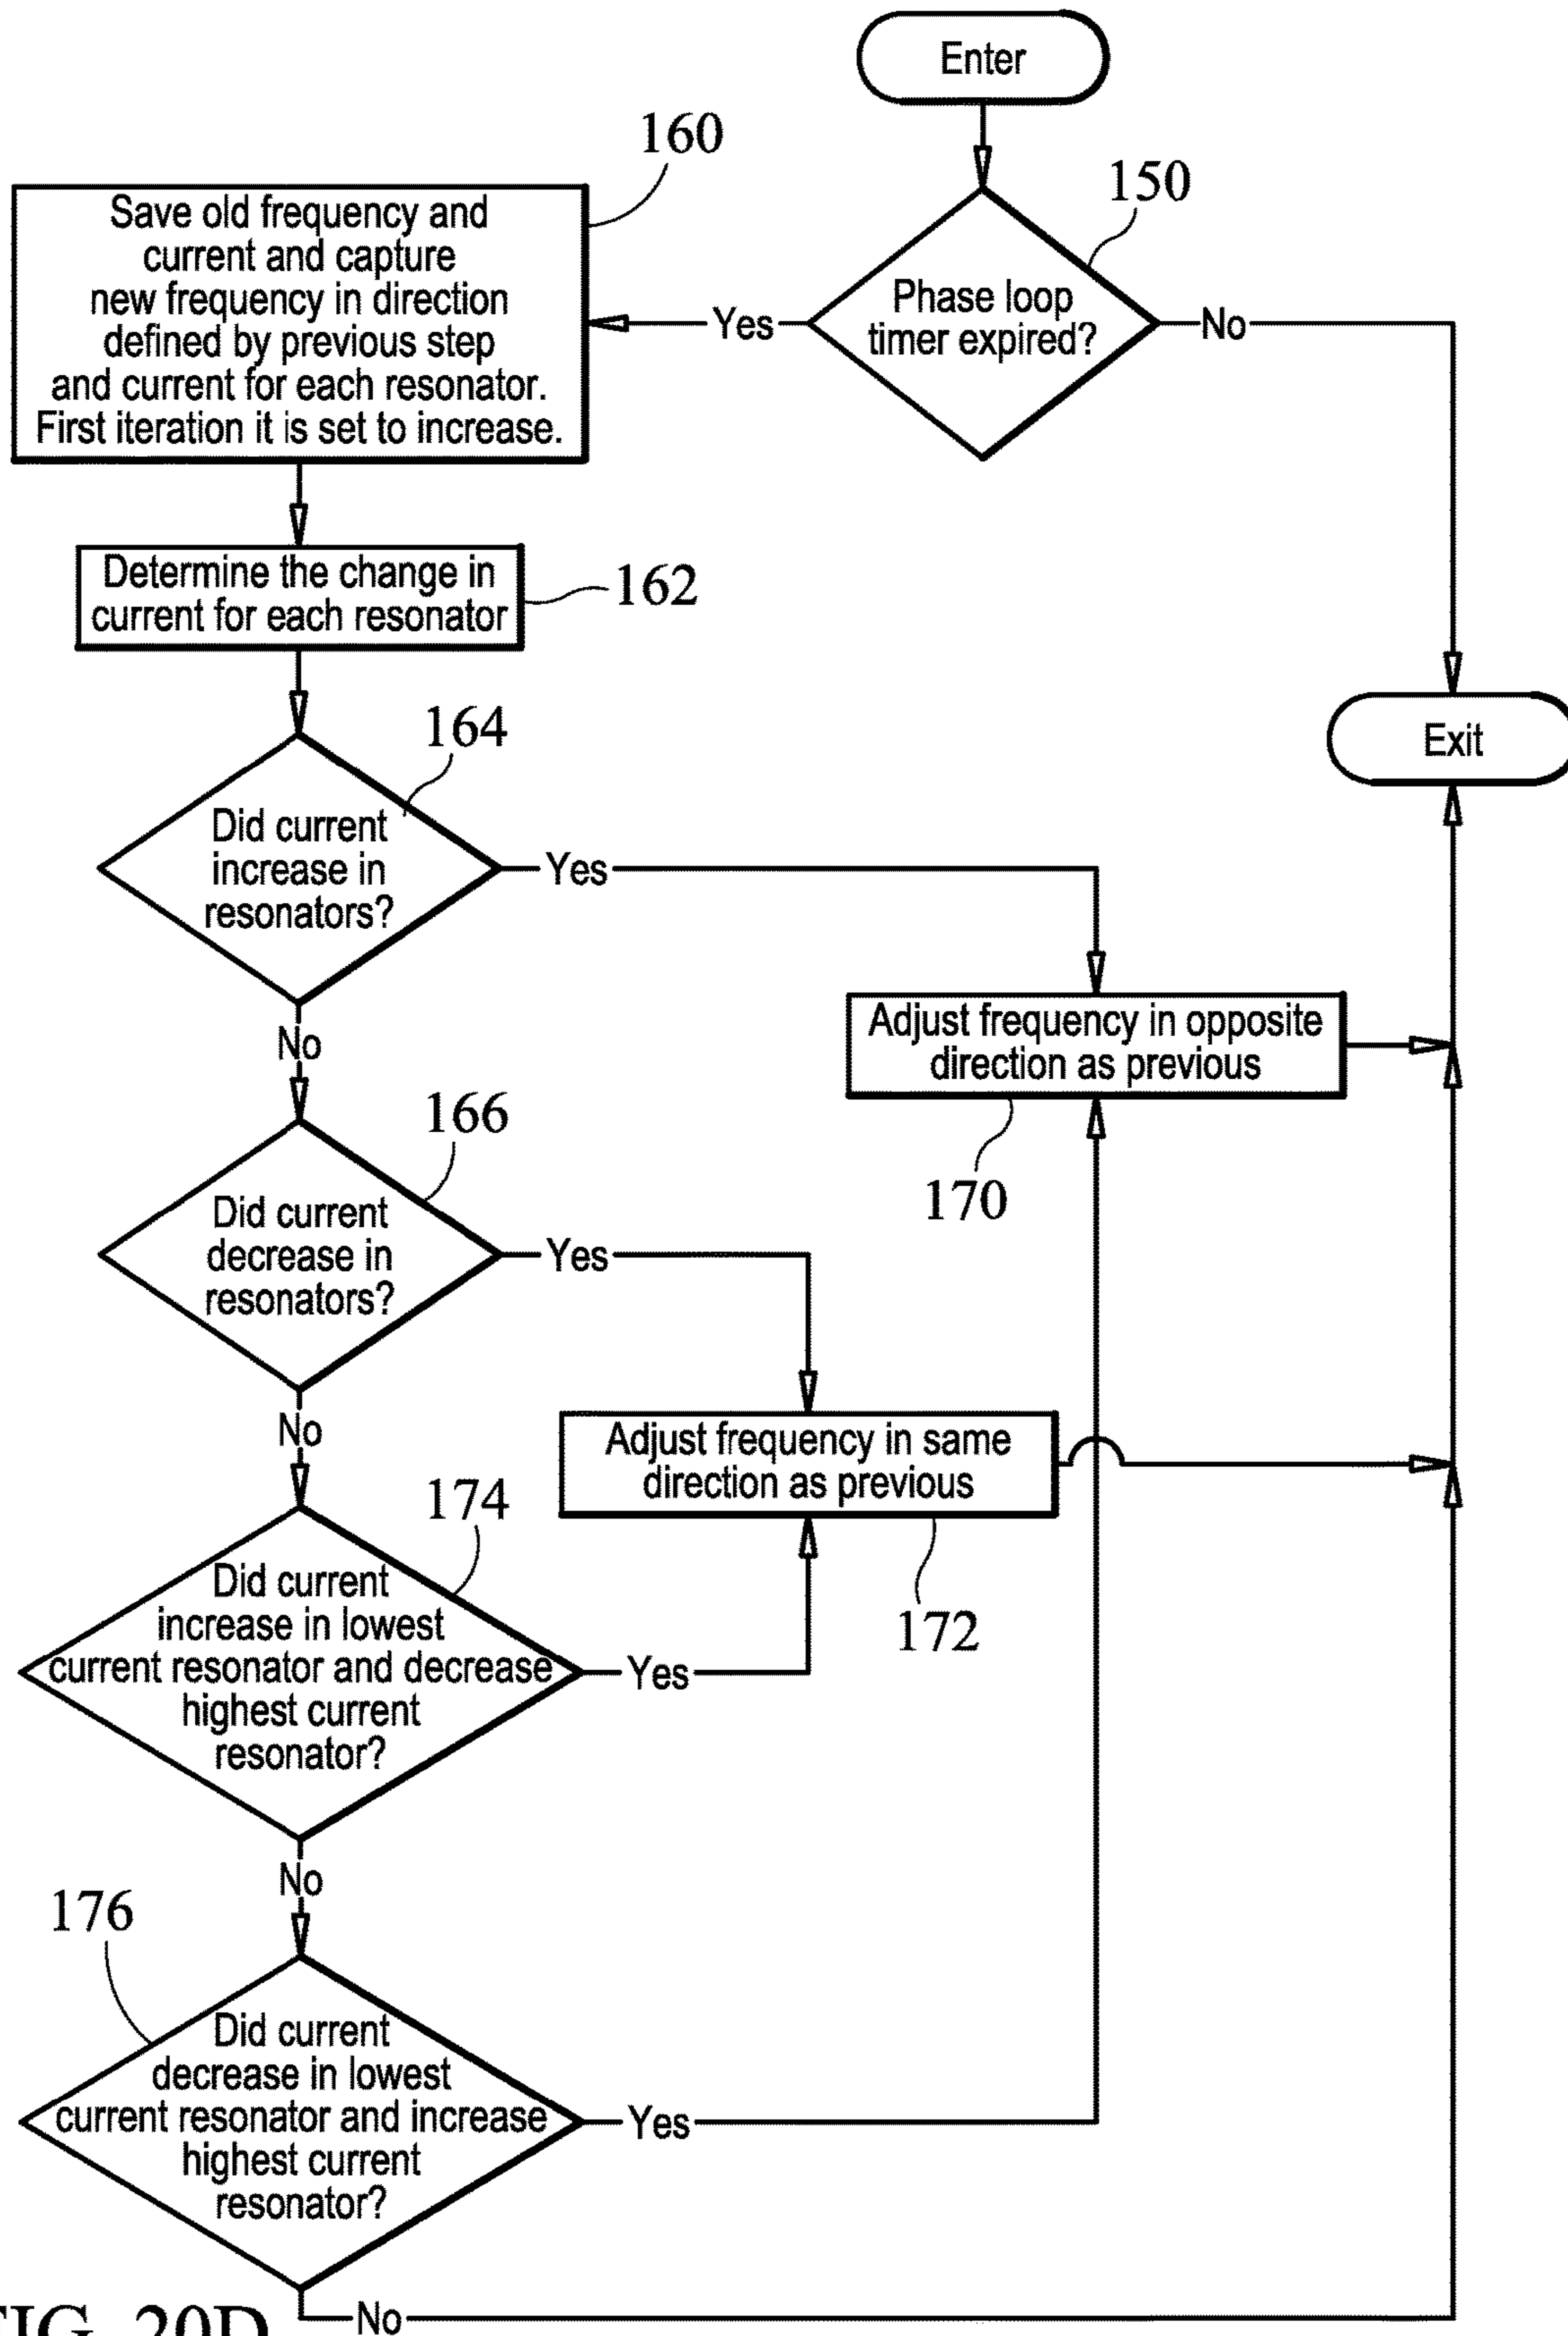 Enter
160
150
Save old frequency and
current and capture
new frequency in direction
defined by previous step
and current for each resonator.
First iteration it is set to increase.
Yes
Phase loop
timer expired?
No
Determine the change in
current for each resonator
162
164
Exit
Did current
increase in
resonators?
Yes
No
Adjust frequency in opposite
direction as previous
170
166
Did current
decrease in
resonators?
Yes
No
Adjust frequency in same
direction as previous
172
174
Did current
increase in lowest
current resonator and decrease
highest current
resonator?
Yes
No
176
Did current
decrease in lowest
current resonator and increase
highest current
resonator?
Yes
No
FIG. 20D